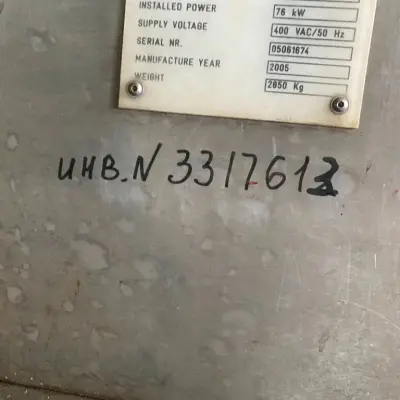 INSTALLED POWER 76 kW
SUPPLY VOLTAGE 400 VAC/50 Hz
SERIAL NR. 05061674
MANUFACTURE YEAR 2005
WEIGHT 2850 Kg
ИНВ.N 3317613